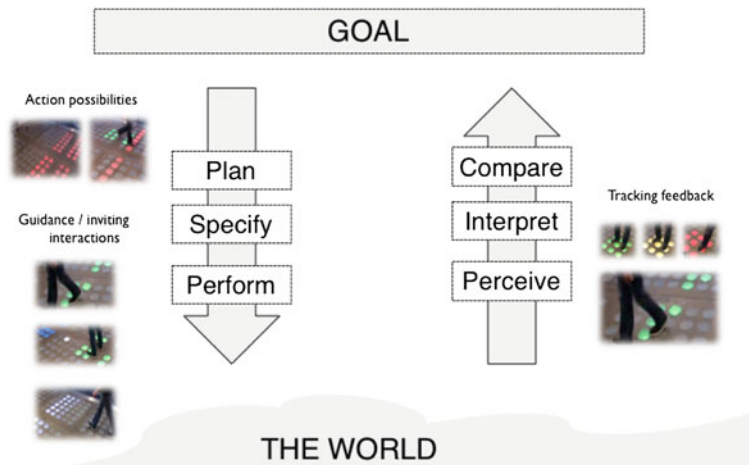 GOAL
Action possibilities
Plan
Specify
Perform
Guidance / inviting
interactions
Compare
Interpret
Perceive
Tracking feedback
THE WORLD